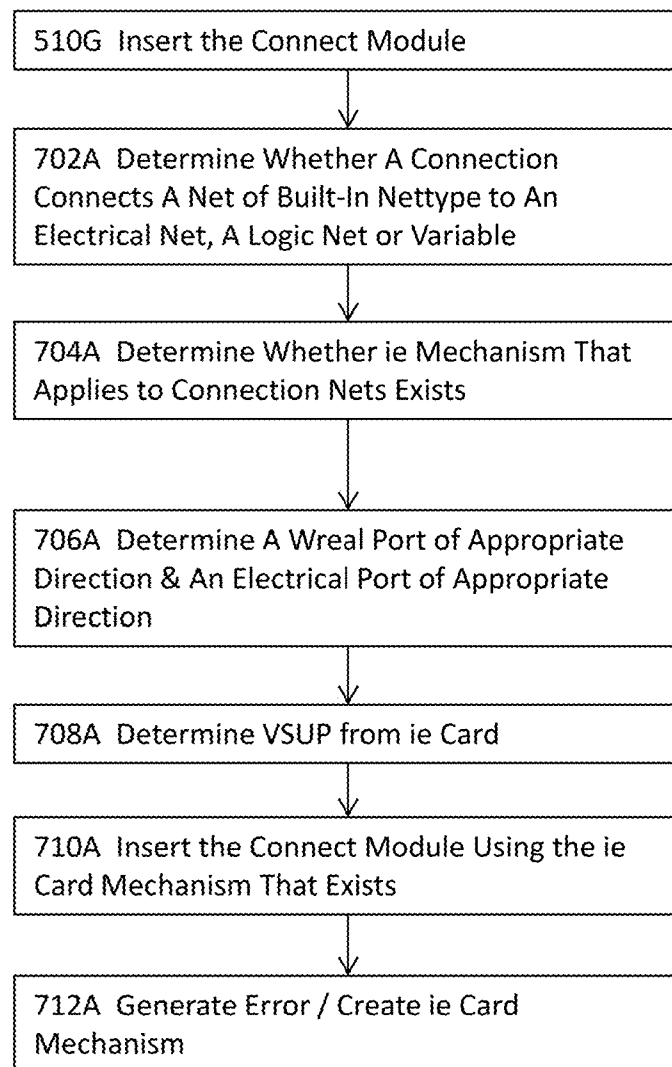 510G Insert the Connect Module
702A Determine Whether A Connection
Connects A Net of Built-In Nettype to An
Electrical Net, A Logic Net or Variable
704A Determine Whether ie Mechanism That
Applies to Connection Nets Exists
706A Determine A Wreal Port of Appropriate
Direction & An Electrical Port of Appropriate
Direction
708A Determine VSUP from ie Card
710A Insert the Connect Module Using the ie
Card Mechanism That Exists
712A Generate Error / Create ie Card
Mechanism